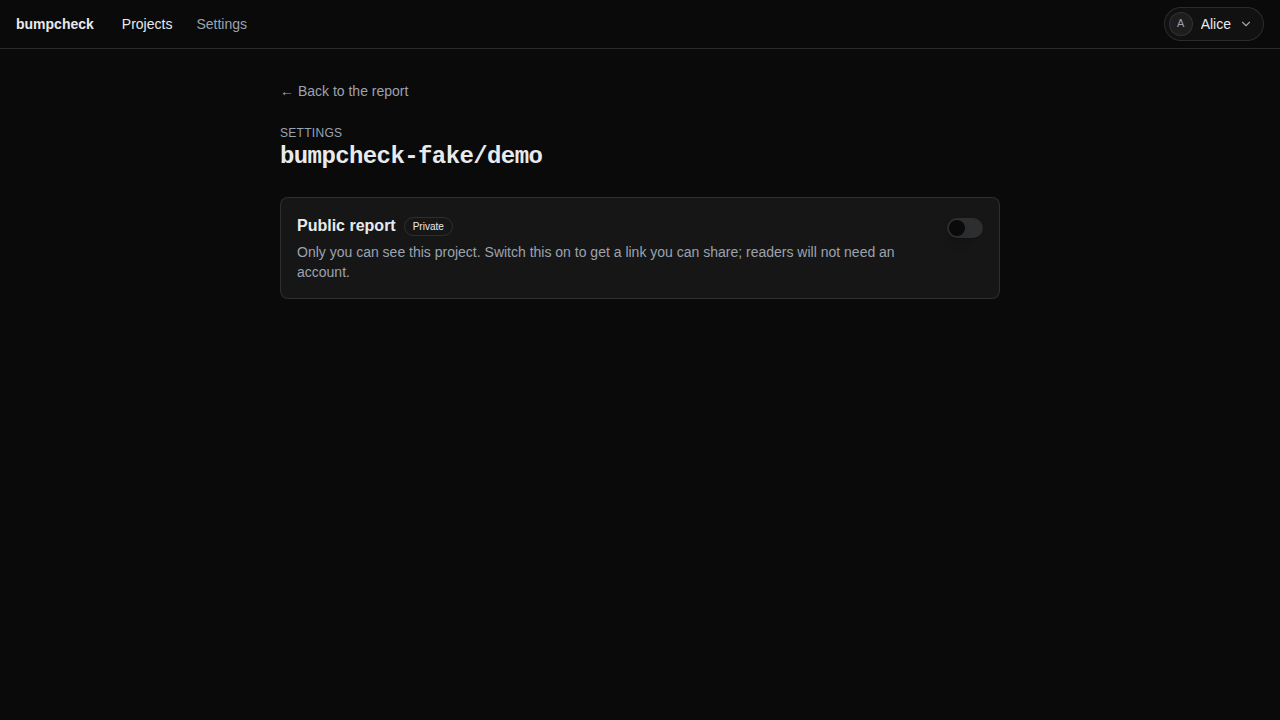 bumpcheck Projects Settings A Alice
← Back to the report
SETTINGS
bumpcheck-fake/demo
Public report Private
Only you can see this project. Switch this on to get a link you can share; readers will not need an
account.